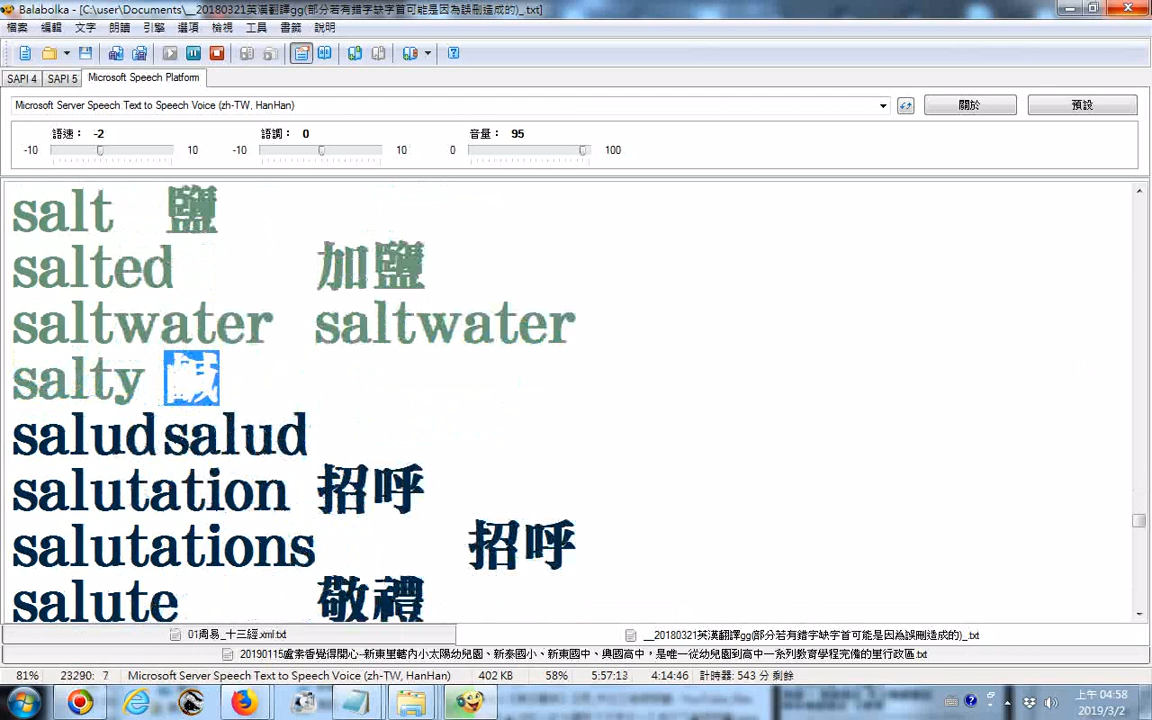 Balabolka - [C:\user\Documents\__20180321英漢翻譯gg(部分若有錯字缺字首可能是因為誤刪造成的)_.txt]
檔案 編輯 文字 朗讀 引擎 選項 檢視 工具 書籤 說明
SAPI 4 SAPI 5 Microsoft Speech Platform
Microsoft Server Speech Text to Speech Voice (zh-TW, HanHan) 關於 預設
語速： -2 語調： 0 音量： 95
-10 10 -10 10 0 100
salt 鹽
salted 加鹽
saltwater saltwater
salty 鹹
salud salud
salutation 招呼
salutations 招呼
salute 敬禮
01周易_十三經.xml.txt __20180321英漢翻譯gg(部分若有錯字缺字首可能是因為誤刪造成的)_.txt
20190115盧素香覺得開心-新東里轄內小太陽幼兒園、新泰國小、新東國中、興國高中，是唯一從幼兒園到高中一系列教育學程完備的里行政區.txt
81% 23290: 7 Microsoft Server Speech Text to Speech Voice (zh-TW, HanHan) 402 KB 58% 5:57:13 4:14:46 計時器: 543 分 剩餘
上午 04:58
2019/3/2